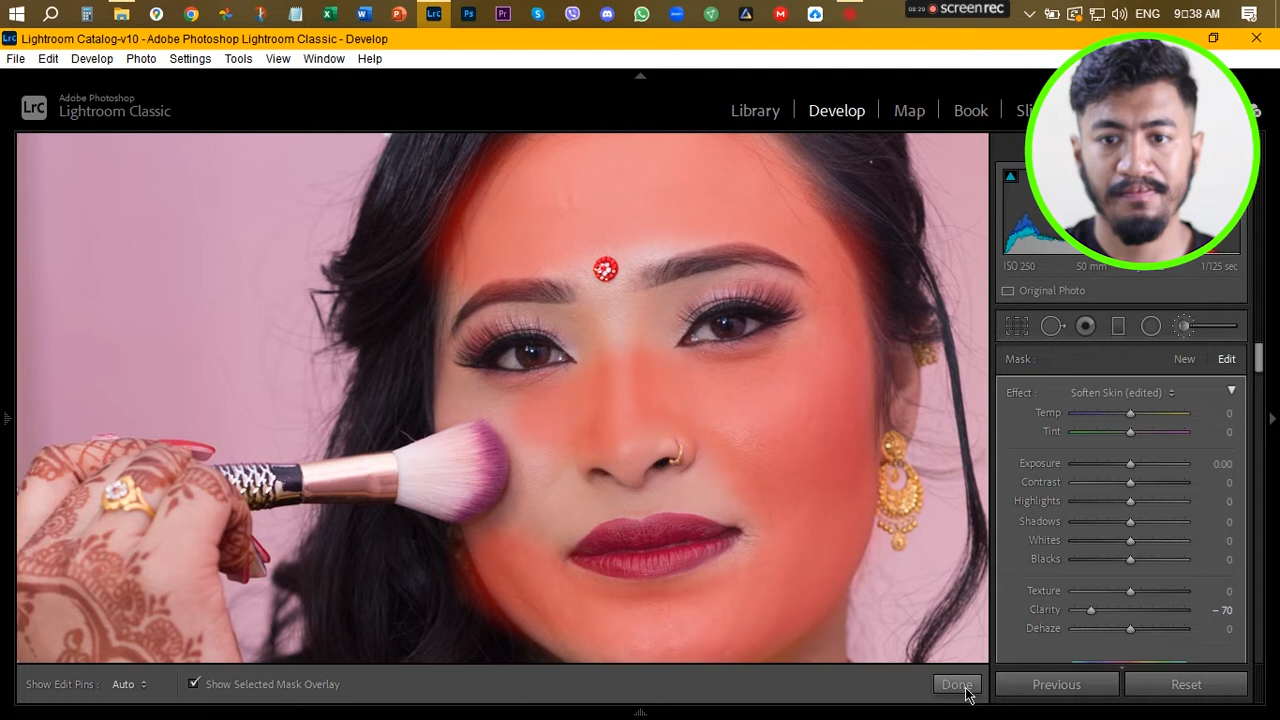 08:29 screen rec
ENG 9:38 AM
Lightroom Catalog-v10 - Adobe Photoshop Lightroom Classic - Develop
File Edit Develop Photo Settings Tools View Window Help
LrC Adobe Photoshop
Lightroom Classic
Library Develop Map Book
ISO 250 50 mm 1/125 sec
Original Photo
Mask : New Edit
Effect : Soften Skin (edited)
Temp 0
Tint 0
Exposure 0.00
Contrast 0
Highlights 0
Shadows 0
Whites 0
Blacks 0
Texture 0
Clarity – 70
Dehaze 0
Show Edit Pins : Auto Show Selected Mask Overlay Done Previous Reset